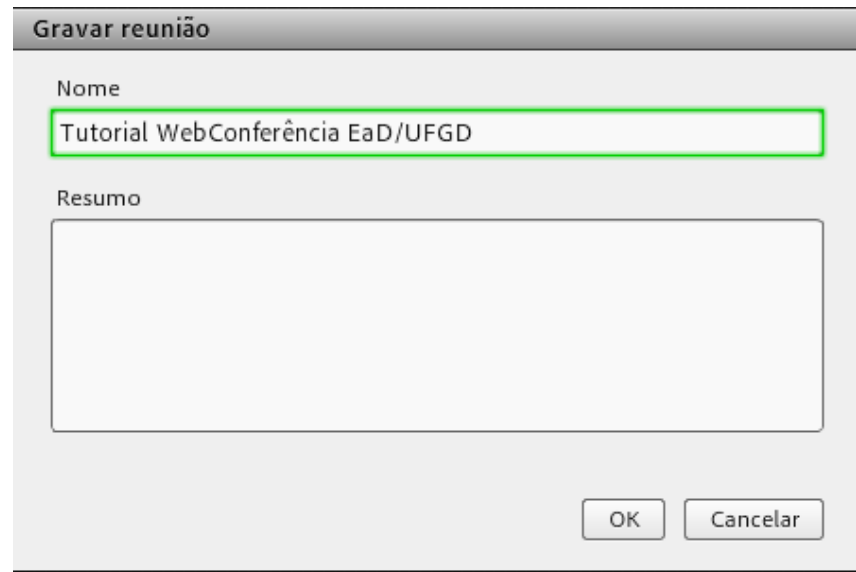 Gravar reunião
Nome
Tutorial WebConferência EaD/UFGD
Resumo
OK Cancelar